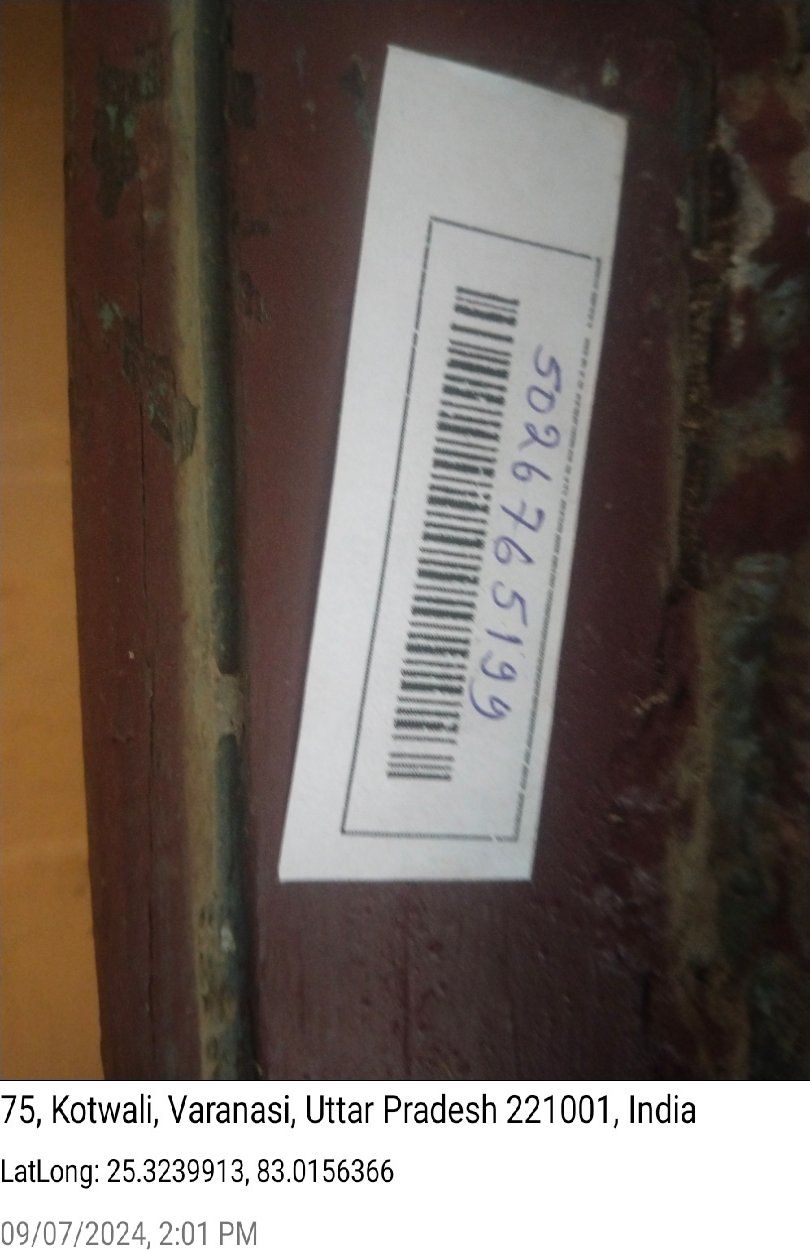 5026765199
75, Kotwali, Varanasi, Uttar Pradesh 221001, India
LatLong: 25.3239913, 83.0156366
09/07/2024, 2:01 PM